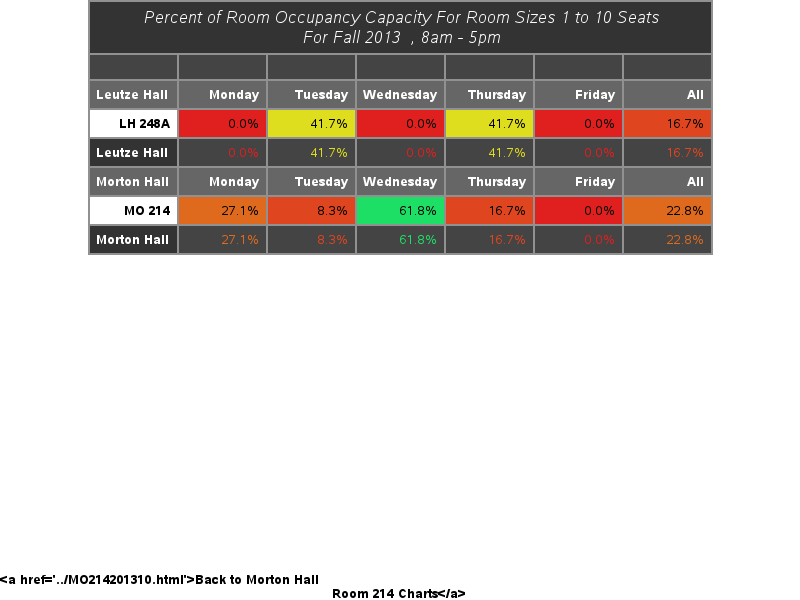 Percent of Room Occupancy Capacity For Room Sizes 1 to 10 Seats
For Fall 2013 , 8am - 5pm
Leutze Hall Monday Tuesday Wednesday Thursday Friday All
LH 248A 0.0% 41.7% 0.0% 41.7% 0.0% 16.7%
Leutze Hall 0.0% 41.7% 0.0% 41.7% 0.0% 16.7%
Morton Hall Monday Tuesday Wednesday Thursday Friday All
MO 214 27.1% 8.3% 61.8% 16.7% 0.0% 22.8%
Morton Hall 27.1% 8.3% 61.8% 16.7% 0.0% 22.8%
<a href='../MO214201310.html'>Back to Morton Hall
Room 214 Charts</a>